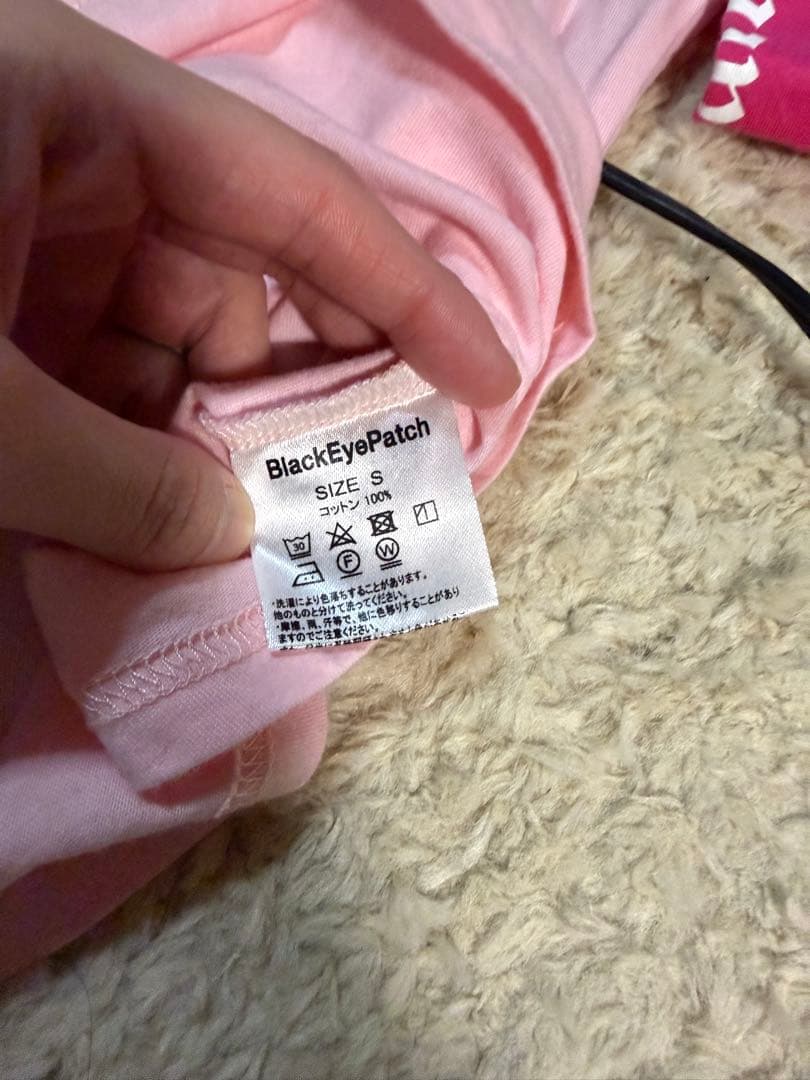 BlackEyePatch
SIZE S
コットン 100%
30
F W
・洗濯により色落ちすることがあります。
他のものと分けて洗ってください。
・摩擦、雨、汗等で、他に色移りすることがあり
ますのでご注意ください。